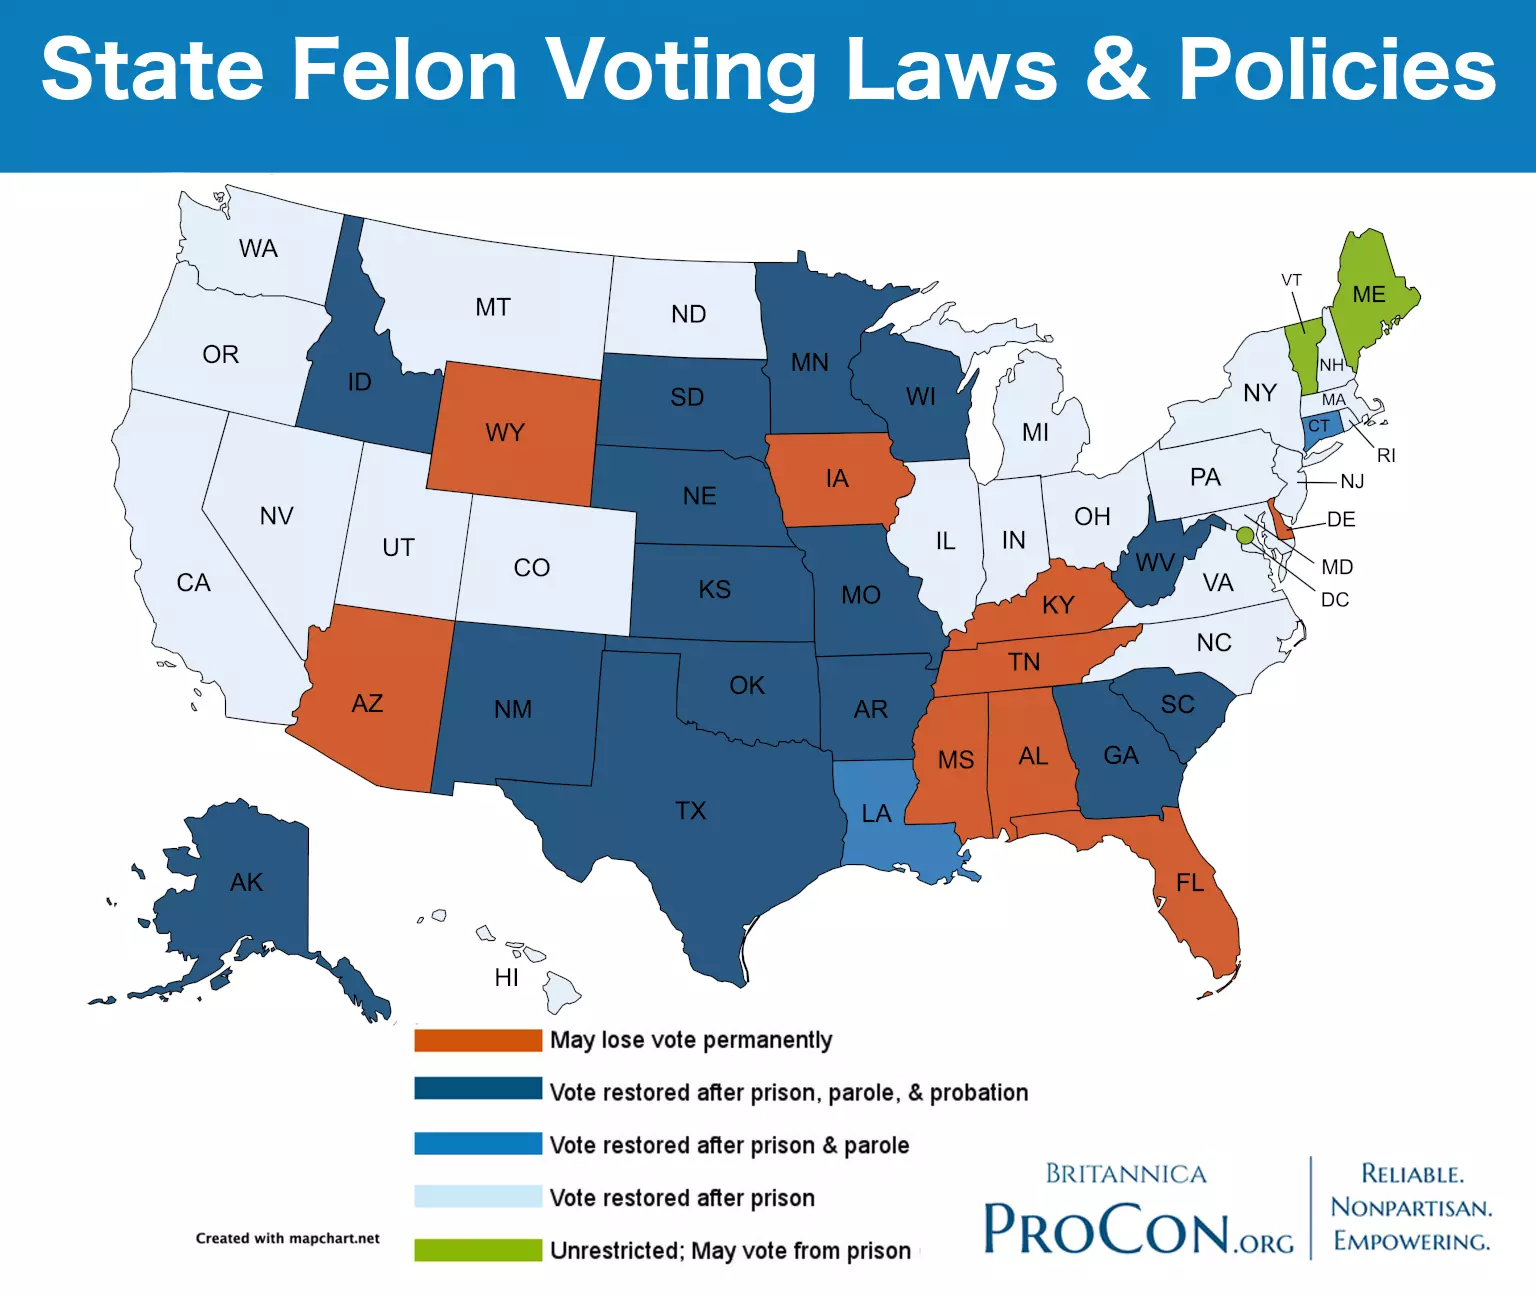 State Felon Voting Laws & Policies
WA
MT
ND
MN
VT
ME
OR
ID
SD
WI
NH
WY
NY
MA
MI
CT
RI
IA
PA
NJ
NE
NV
OH
DE
UT
CO
IL
IN
MD
WV
CA
KS
MO
VA
DC
KY
NC
TN
AZ
NM
OK
AR
SC
MS
AL
GA
TX
LA
AK
FL
HI
May lose vote permanently
Vote restored after prison, parole, & probation
Vote restored after prison & parole
Vote restored after prison
Unrestricted; May vote from prison
Created with mapchart.net
BRITANNICA
PROCON.ORG
RELIABLE.
NONPARTISAN.
EMPOWERING.